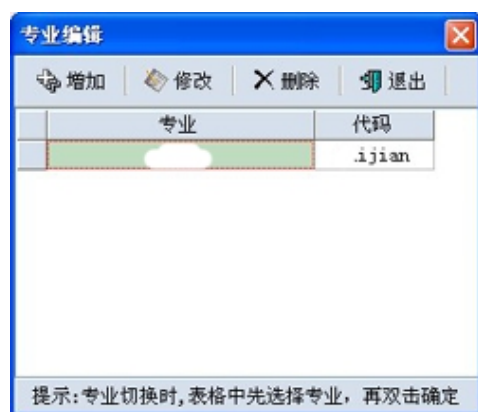 专业编辑
增加 修改 删除 退出
专业 代码
.ijian
提示:专业切换时,表格中先选择专业，再双击确定